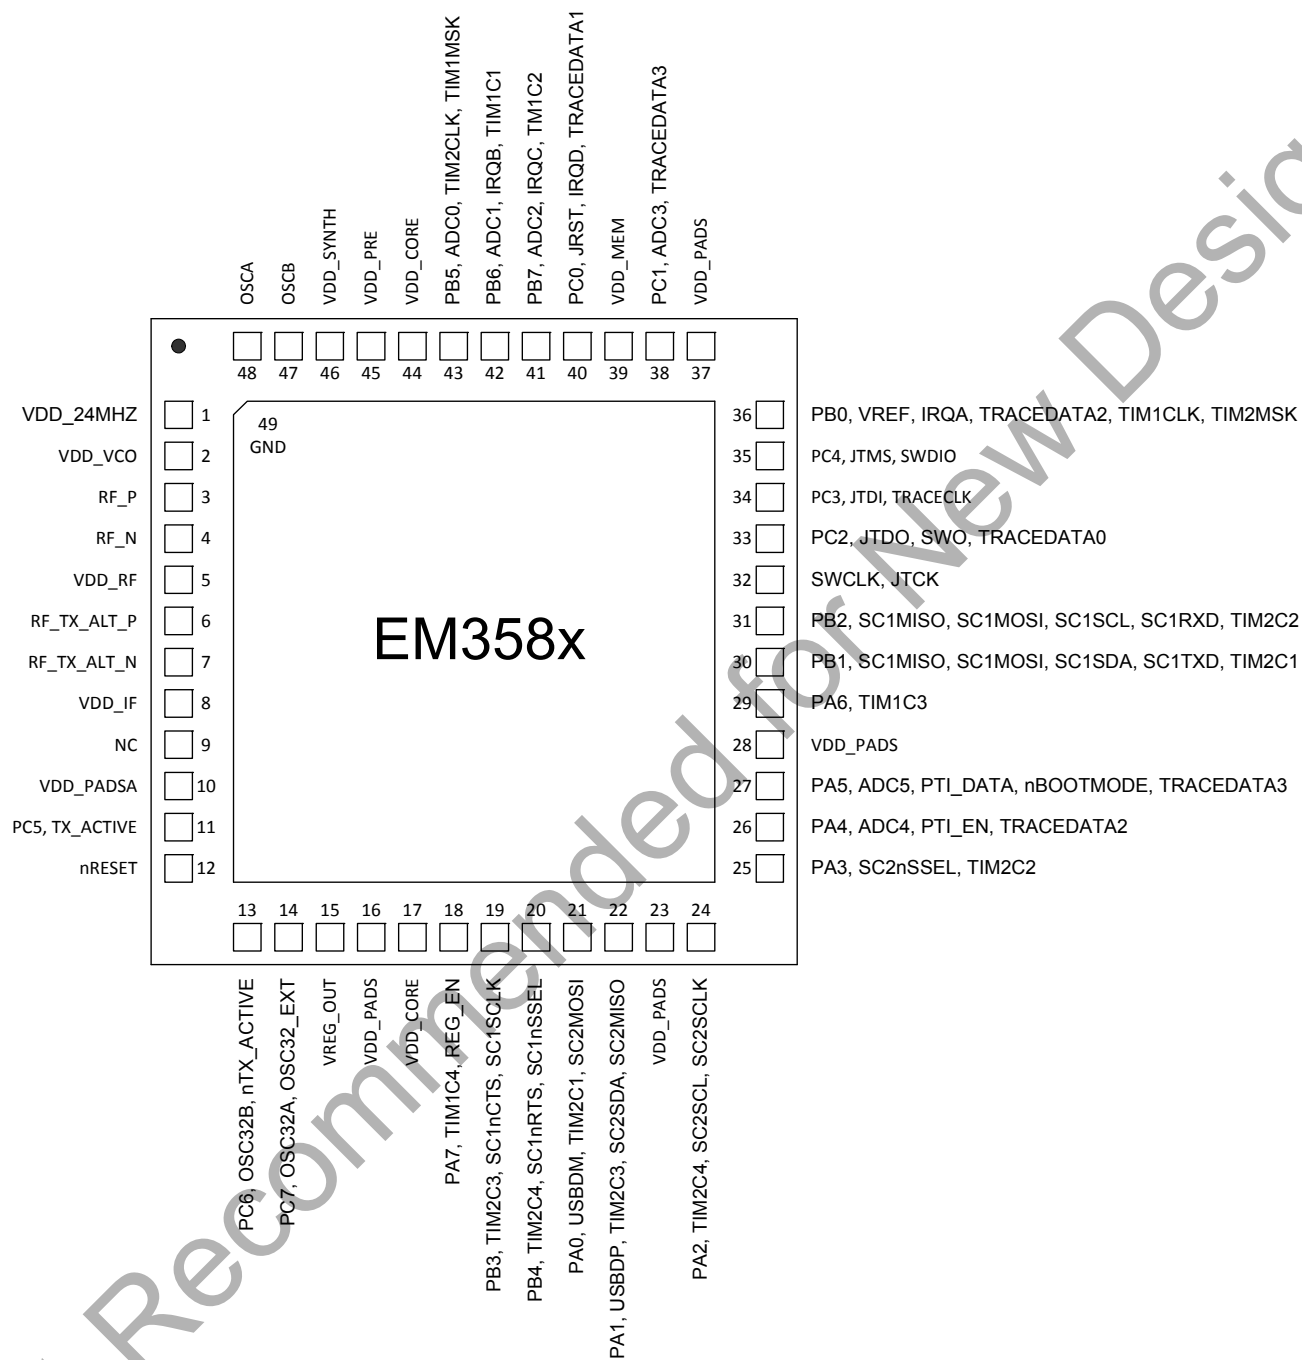 OSCA
OSCB
VDD_SYNTH
VDD_PRE
VDD_CORE
PB5, ADC0, TIM2CLK, TIM1MSK
PB6, ADC1, IRQB, TIM1C1
PB7, ADC2, IRQC, TM1C2
PC0, JRST, IRQD, TRACEDATA1
VDD_MEM
PC1, ADC3, TRACEDATA3
VDD_PADS
48 47 46 45 44 43 42 41 40 39 38 37
VDD_24MHZ 1
VDD_VCO 2
RF_P 3
RF_N 4
VDD_RF 5
RF_TX_ALT_P 6
RF_TX_ALT_N 7
VDD_IF 8
NC 9
VDD_PADSA 10
PC5, TX_ACTIVE 11
nRESET 12
49
GND
EM358x
36 PB0, VREF, IRQA, TRACEDATA2, TIM1CLK, TIM2MSK
35 PC4, JTMS, SWDIO
34 PC3, JTDI, TRACECLK
33 PC2, JTDO, SWO, TRACEDATA0
32 SWCLK, JTCK
31 PB2, SC1MISO, SC1MOSI, SC1SCL, SC1RXD, TIM2C2
30 PB1, SC1MISO, SC1MOSI, SC1SDA, SC1TXD, TIM2C1
29 PA6, TIM1C3
28 VDD_PADS
27 PA5, ADC5, PTI_DATA, nBOOTMODE, TRACEDATA3
26 PA4, ADC4, PTI_EN, TRACEDATA2
25 PA3, SC2nSSEL, TIM2C2
13 14 15 16 17 18 19 20 21 22 23 24
PC6, OSC32B, nTX_ACTIVE
PC7, OSC32A, OSC32_EXT
VREG_OUT
VDD_PADS
VDD_CORE
PA7, TIM1C4, REG_EN
PB3, TIM2C3, SC1nCTS, SC1SCLK
PB4, TIM2C4, SC1nRTS, SC1nSSEL
PA0, USBDM, TIM2C1, SC2MOSI
PA1, USBDP, TIM2C3, SC2SDA, SC2MISO
VDD_PADS
PA2, TIM2C4, SC2SCL, SC2SCLK
Recommended for New Desig